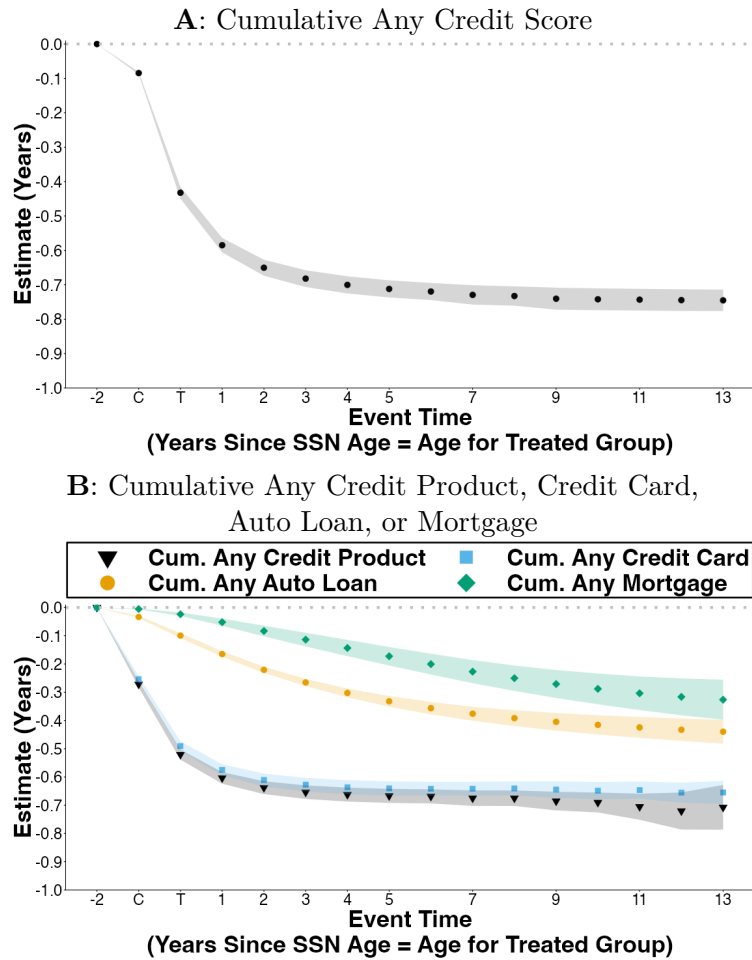 A: Cumulative Any Credit Score
0.0
-0.1
-0.2
-0.3
-0.4
-0.5
-0.6
-0.7
-0.8
-0.9
-1.0
Estimate (Years)
-2 C T 1 2 3 4 5 7 9 11 13
Event Time
(Years Since SSN Age = Age for Treated Group)
B: Cumulative Any Credit Product, Credit Card,
Auto Loan, or Mortgage
Cum. Any Credit Product Cum. Any Credit Card
Cum. Any Auto Loan Cum. Any Mortgage
0.0
-0.1
-0.2
-0.3
-0.4
-0.5
-0.6
-0.7
-0.8
-0.9
-1.0
Estimate (Years)
-2 C T 1 2 3 4 5 7 9 11 13
Event Time
(Years Since SSN Age = Age for Treated Group)